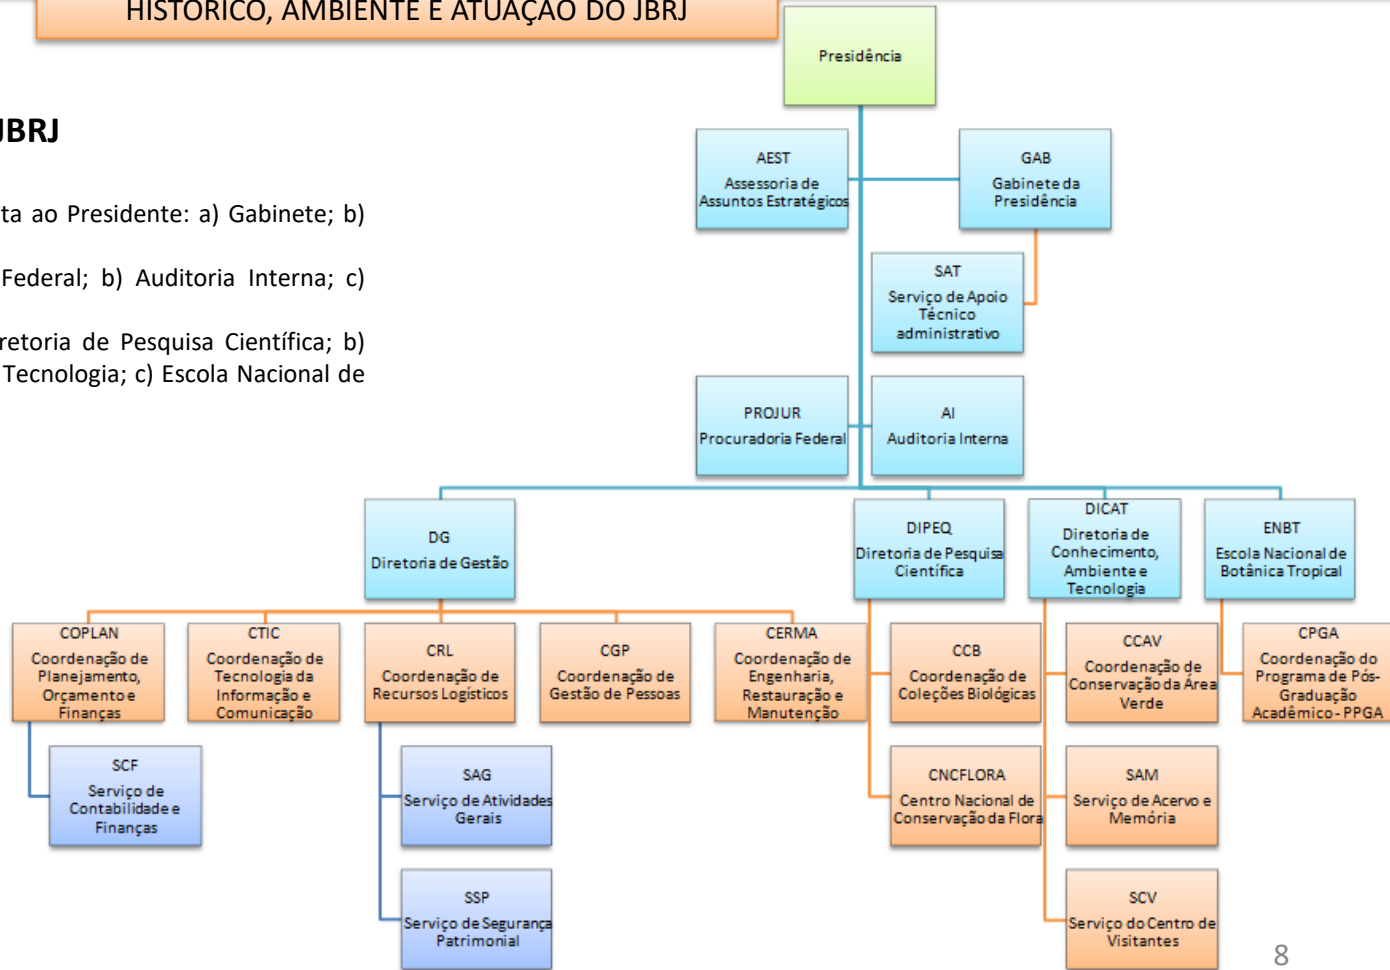 HISTÓRICO, AMBIENTE E ATUAÇÃO DO JBRJ
Presidência
JBRJ
ao Presidente: a) Gabinete; b)
Federal; b) Auditoria Interna; c)
de Pesquisa Científica; b)
Tecnologia; c) Escola Nacional de
AEST
Assessoria de
Assuntos Estratégicos
GAB
Gabinete da
Presidência
SAT
Serviço de Apoio
Técnico
administrativo
PROJUR
Procuradoria Federal
AI
Auditoria Interna
DG
Diretoria de Gestão
DIPEQ
Diretoria de Pesquisa
Científica
DICAT
Diretoria de
Conhecimento,
Ambiente e
Tecnologia
ENBT
Escola Nacional de
Botânica Tropical
COPLAN
Coordenação de
Planejamento,
Orçamento e
Finanças
CTIC
Coordenação de
Tecnologia da
Informação e
Comunicação
CRL
Coordenação de
Recursos Logísticos
CGP
Coordenação de
Gestão de Pessoas
CERMA
Coordenação de
Engenharia,
Restauração e
Manutenção
CCB
Coordenação de
Coleções Biológicas
CCAV
Coordenação de
Conservação da Área
Verde
CPGA
Coordenação do
Programa de Pós-
Graduação
Acadêmico - PPGA
SCF
Serviço de
Contabilidade e
Finanças
SAG
Serviço de Atividades
Gerais
CNCFLORA
Centro Nacional de
Conservação da Flora
SAM
Serviço de Acervo e
Memória
SSP
Serviço de Segurança
Patrimonial
SCV
Serviço do Centro de
Visitantes
8